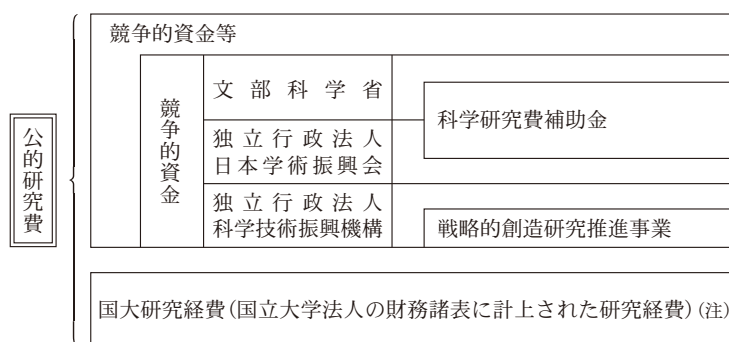 競争的資金等
公的研究費
競争的資金
文部科学省
科学研究費補助金
独立行政法人
日本学術振興会
独立行政法人
科学技術振興機構
戦略的創造研究推進事業
国大研究経費(国立大学法人の財務諸表に計上された研究経費)(注)